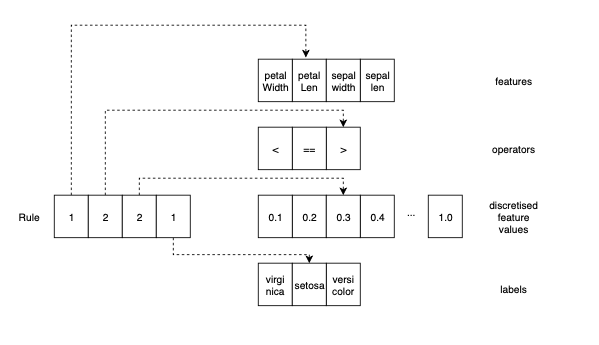 petal petal sepal sepal
Width Len width len
features
< == >
operators
Rule 1 2 2 1
0.1 0.2 0.3 0.4 ... 1.0
discretised
feature
values
virgi setosa versi
nica color
labels